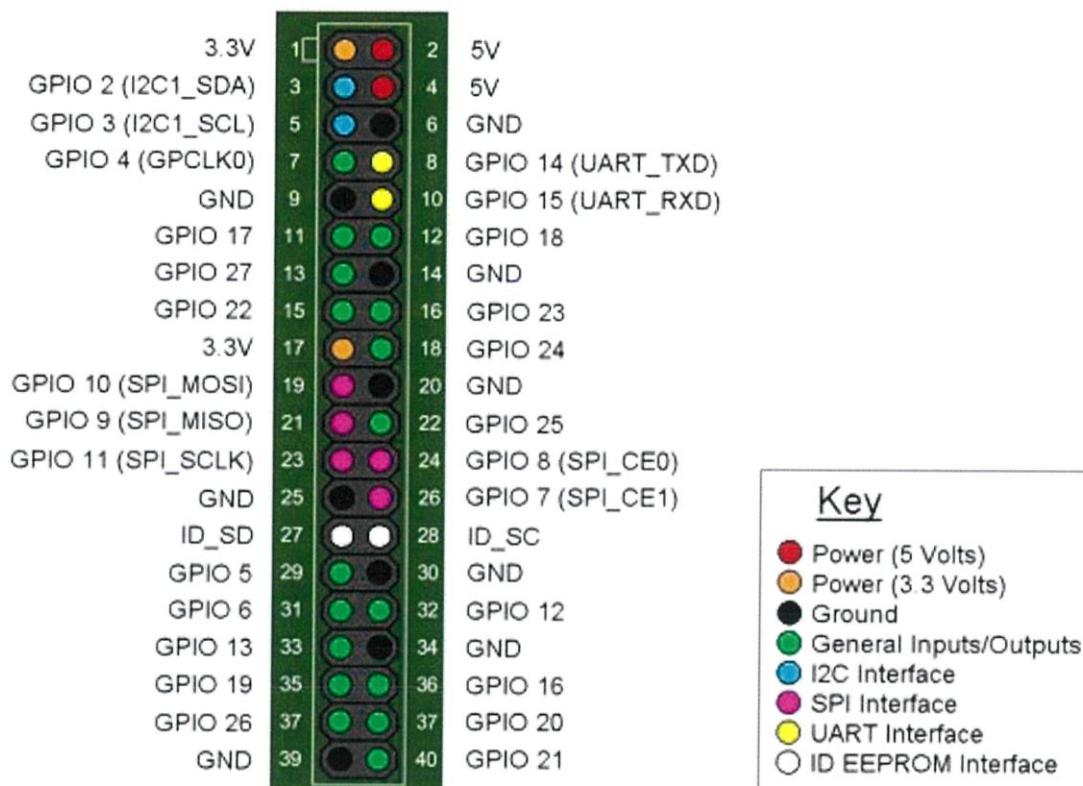 3.3V 1 2 5V
GPIO 2 (I2C1_SDA) 3 4 5V
GPIO 3 (I2C1_SCL) 5 6 GND
GPIO 4 (GPCLK0) 7 8 GPIO 14 (UART_TXD)
GND 9 10 GPIO 15 (UART_RXD)
GPIO 17 11 12 GPIO 18
GPIO 27 13 14 GND
GPIO 22 15 16 GPIO 23
3.3V 17 18 GPIO 24
GPIO 10 (SPI_MOSI) 19 20 GND
GPIO 9 (SPI_MISO) 21 22 GPIO 25
GPIO 11 (SPI_SCLK) 23 24 GPIO 8 (SPI_CE0)
GND 25 26 GPIO 7 (SPI_CE1)
ID_SD 27 28 ID_SC
GPIO 5 29 30 GND
GPIO 6 31 32 GPIO 12
GPIO 13 33 34 GND
GPIO 19 35 36 GPIO 16
GPIO 26 37 37 GPIO 20
GND 39 40 GPIO 21
Key
Power (5 Volts)
Power (3.3 Volts)
Ground
General Inputs/Outputs
I2C Interface
SPI Interface
UART Interface
ID EEPROM Interface